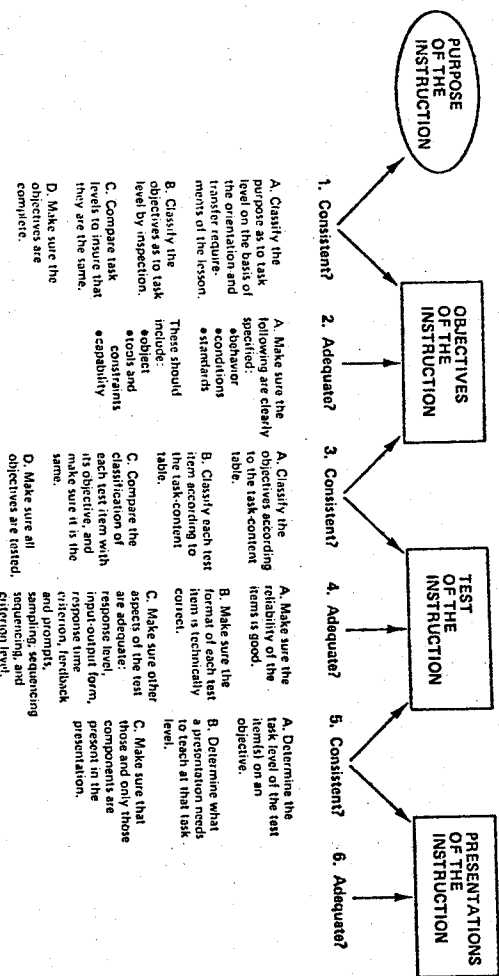 PURPOSE
OF THE
INSTRUCTION
OBJECTIVES
OF THE
INSTRUCTION
TEST
OF THE
INSTRUCTION
PRESENTATIONS
OF THE
INSTRUCTION
1. Consistent?
2. Adequate?
3. Consistent?
4. Adequate?
5. Consistent?
6. Adequate?
A. Classify the
purpose as to task
level on the basis of
the orientation and
transfer require-
ments of the lesson.
B. Classify the
objectives as to task
level by inspection.
C. Compare task
levels to insure that
they are the same.
D. Make sure the
objectives are
complete.
A. Make sure the
following are clearly
specified:
•behavior
•conditions
•standards
These should
include:
•object
•tools and
constraints
•capability
A. Classify the
objectives according
to the task-content
table.
B. Classify each test
item according to
the task-content
table.
C. Compare the
classification of
each test item with
its objective, and
make sure it is the
same.
D. Make sure all
objectives are tested.
A. Make sure the
reliability of the
items is good.
B. Make sure the
format of each test
item is technically
correct.
C. Make sure other
aspects of the test
are adequate:
response level,
input-output form,
response time
criterion, feedback
and prompts,
sampling, sequencing
sequencing, and
criterion level.
A. Determine the
task level of the test
item(s) on an
objective.
B. Determine what
a presentation needs
to teach at that task
level.
C. Make sure that
those and only those
components are
present in the
presentation.